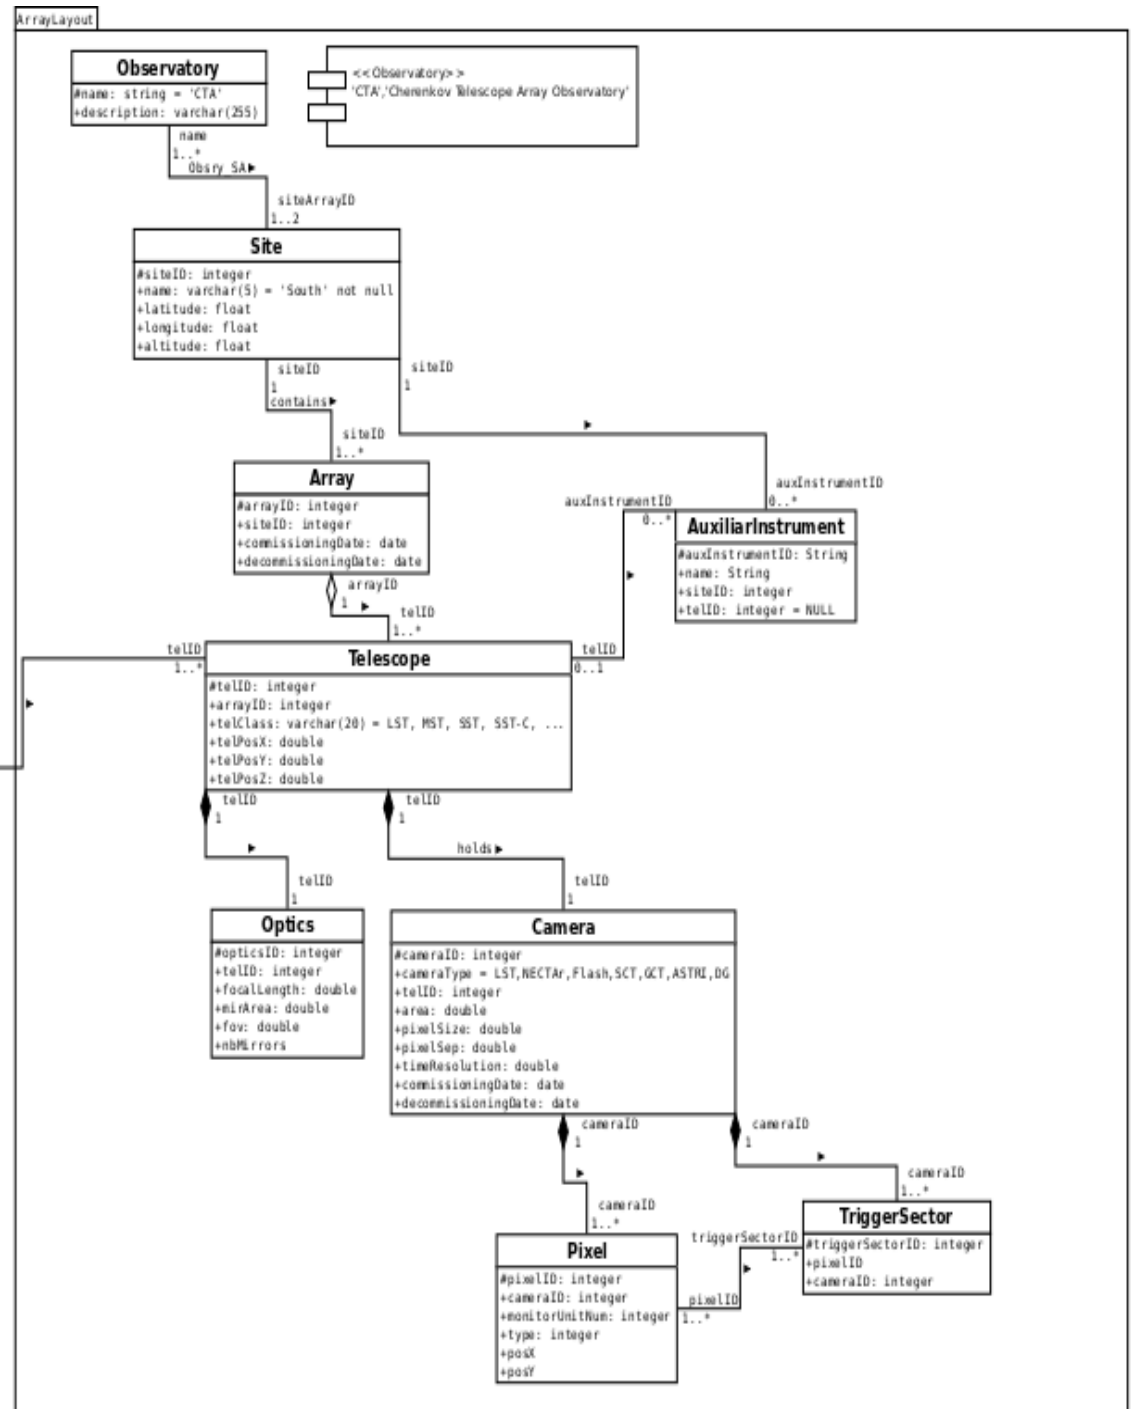 ArrayLayout
Observatory
#name: string = 'CTA'
+description: varchar(255)
<<Observatory>>
'CTA','Cherenkov Telescope Array Observatory'
name
1..*
Obsry_SA
siteArrayID
1..2
Site
#siteID: integer
+name: varchar(5) = 'South' not null
+latitude: float
+longitude: float
+altitude: float
siteID
1
contains
siteID
1
siteID
1..*
Array
#arrayID: integer
+siteID: integer
+commissioningDate: date
+decommissioningDate: date
auxInstrumentID
0..*
auxInstrumentID
0..*
AuxiliarInstrument
#auxInstrumentID: String
+name: String
+siteID: integer
+telID: integer = NULL
arrayID
1
telID
1..*
telID
1..*
telID
0..1
Telescope
#telID: integer
+arrayID: integer
+telClass: varchar(20) = LST, MST, SST, SST-C, ...
+telPosX: double
+telPosY: double
+telPosZ: double
telID
1
telID
1
holds
telID
1
telID
1
Optics
#opticsID: integer
+telID: integer
+focalLength: double
+mirArea: double
+fov: double
+nbMirrors
Camera
#cameraID: integer
+cameraType = LST,NECTAr,Flash,SCT,GCT,ASTRI,DG
+telID: integer
+area: double
+pixelSize: double
+pixelSep: double
+timeResolution: double
+commissioningDate: date
+decommissioningDate: date
cameraID
1
cameraID
1
cameraID
1..*
cameraID
1..*
TriggerSector
#triggerSectorID: integer
+pixelID
+cameraID: integer
triggerSectorID
1..*
Pixel
#pixelID: integer
+cameraID: integer
+monitorUnitNum: integer
+type: integer
+posX
+posY
pixelID
1..*